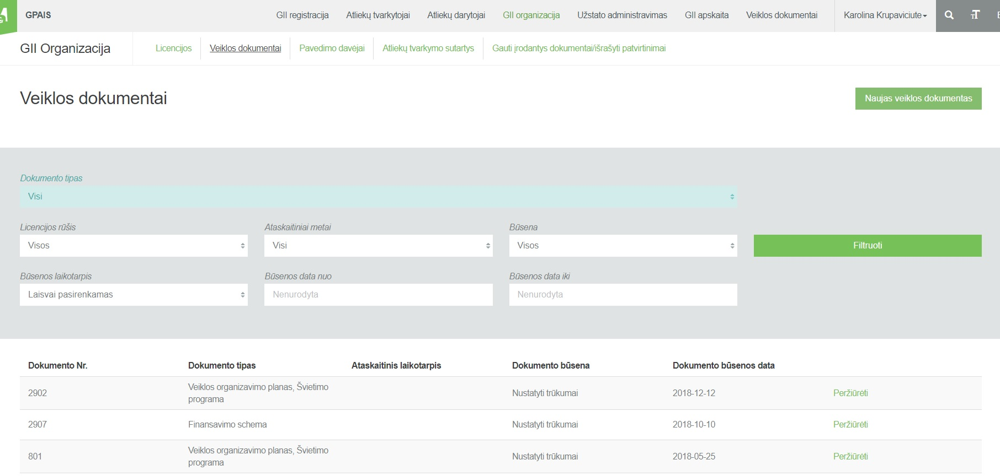 GPAIS GII registracija Atliekų tvarkytojai Atliekų darytojai GII organizacija Užstato administravimas GII apskaita Veiklos dokumentai Karolina Krupaviciute
GII Organizacija Licencijos Veiklos dokumentai Pavedimo davėjai Atliekų tvarkymo sutartys Gauti įrodantys dokumentai/išrašyti patvirtinimai
Veiklos dokumentai Naujas veiklos dokumentas
Dokumento tipas
Visi
Licencijos rūšis Ataskaitiniai metai Būsena
Visos Visi Visos Filtruoti
Būsenos laikotarpis Būsenos data nuo Būsenos data iki
Laisvai pasirenkamas Nenurodyta Nenurodyta
Dokumento Nr. Dokumento tipas Ataskaitinis laikotarpis Dokumento būsena Dokumento būsenos data
2902 Veiklos organizavimo planas, Švietimo
programa Nustatyti trūkumai 2018-12-12 Peržiūrėti
2907 Finansavimo schema Nustatyti trūkumai 2018-10-10 Peržiūrėti
801 Veiklos organizavimo planas, Švietimo
programa Nustatyti trūkumai 2018-05-25 Peržiūrėti